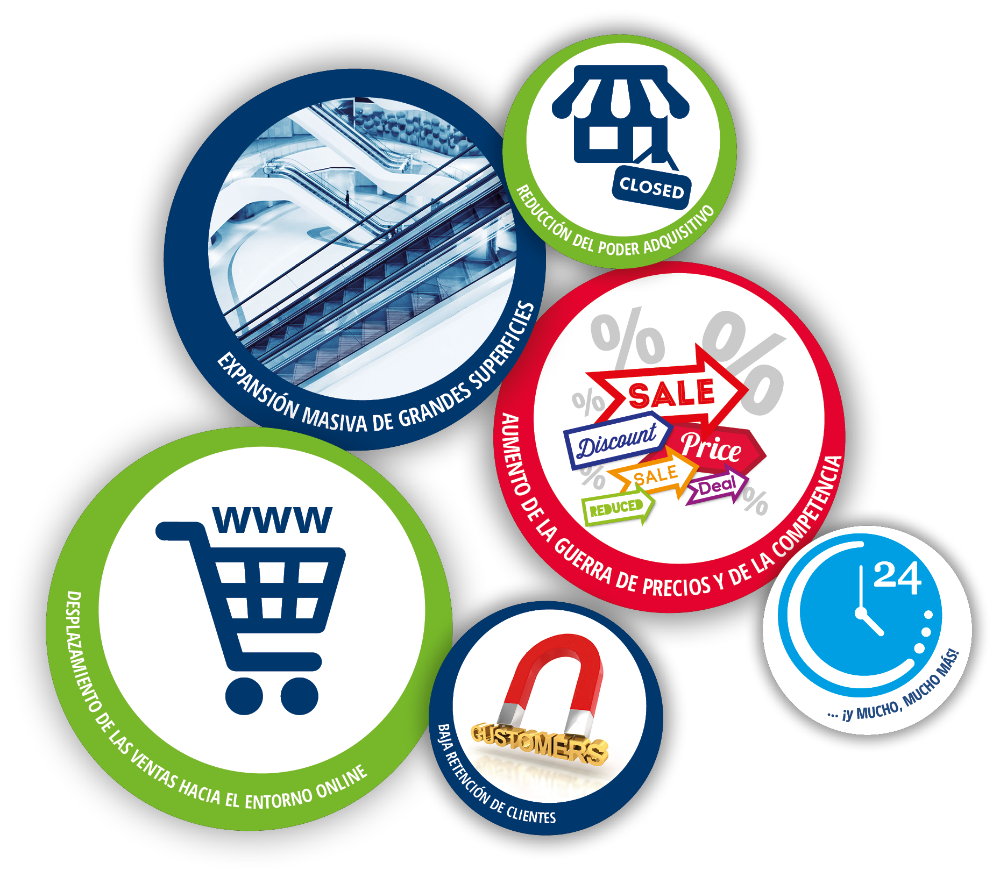 CLOSED
REDUCCIÓN DEL PODER ADQUISITIVO
EXPANSIÓN MASIVA DE GRANDES SUPERFICIES
%
%
%
SALE
Discount
Price
%
SALE
Deal
%
REDUCED
AUMENTO DE LA GUERRA DE PRECIOS Y DE LA COMPETENCIA
WWW
DESPLAZAMIENTO DE LAS VENTAS HACIA EL ENTORNO ONLINE
CUSTOMERS
BAJA RETENCIÓN DE CLIENTES
24
... ¡y MUCHO, MUCHO MÁS!